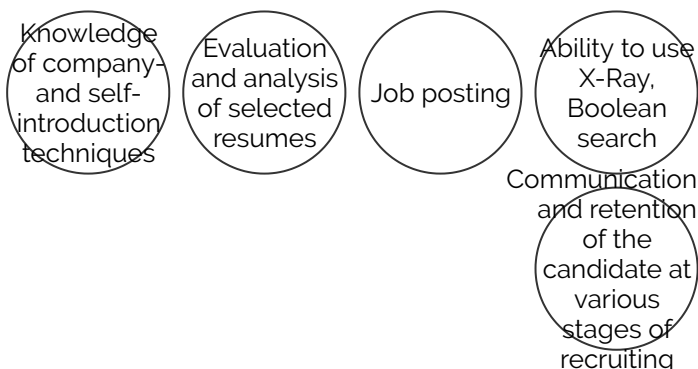 Knowledge
of company-
and self-
introduction
techniques
Evaluation
and analysis
of selected
resumes
Job posting
Ability to use
X-Ray,
Boolean
search
Communication
and retention
of the
candidate at
various
stages of
recruiting